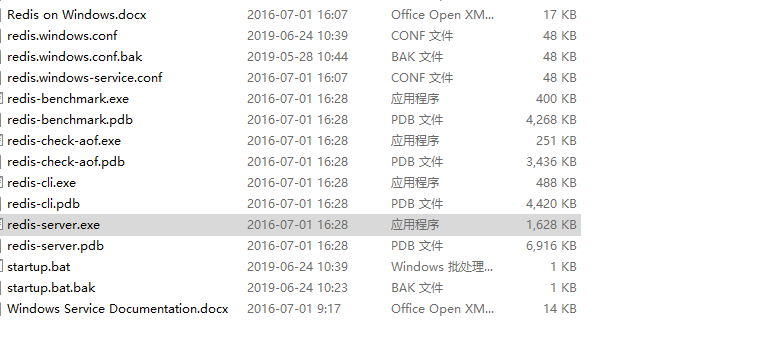 Redis on Windows.docx 2016-07-01 16:07 Office Open XM... 17 KB
redis.windows.conf 2019-06-24 10:39 CONF 文件 48 KB
redis.windows.conf.bak 2019-05-28 10:44 BAK 文件 48 KB
redis.windows-service.conf 2016-07-01 16:07 CONF 文件 48 KB
redis-benchmark.exe 2016-07-01 16:28 应用程序 400 KB
redis-benchmark.pdb 2016-07-01 16:28 PDB 文件 4,268 KB
redis-check-aof.exe 2016-07-01 16:28 应用程序 251 KB
redis-check-aof.pdb 2016-07-01 16:28 PDB 文件 3,436 KB
redis-cli.exe 2016-07-01 16:28 应用程序 488 KB
redis-cli.pdb 2016-07-01 16:28 PDB 文件 4,420 KB
redis-server.exe 2016-07-01 16:28 应用程序 1,628 KB
redis-server.pdb 2016-07-01 16:28 PDB 文件 6,916 KB
startup.bat 2019-06-24 10:39 Windows 批处理... 1 KB
startup.bat.bak 2019-06-24 10:23 BAK 文件 1 KB
Windows Service Documentation.docx 2016-07-01 9:17 Office Open XM... 14 KB